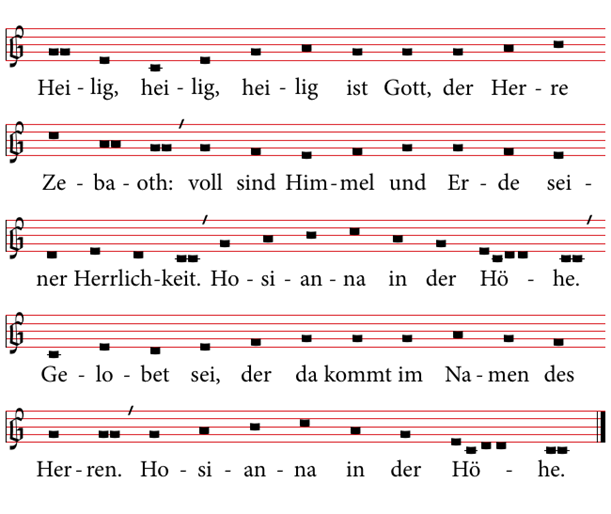 Hei - lig, hei - lig, hei - lig ist Gott, der Her - re
Ze - ba - oth: voll sind Him - mel und Er - de sei -
ner Herrlich - keit. Ho - si - an - na in der Hö - he.
Ge - lo - bet sei, der da kommt im Na - men des
Her - ren. Ho - si - an - na in der Hö - he.